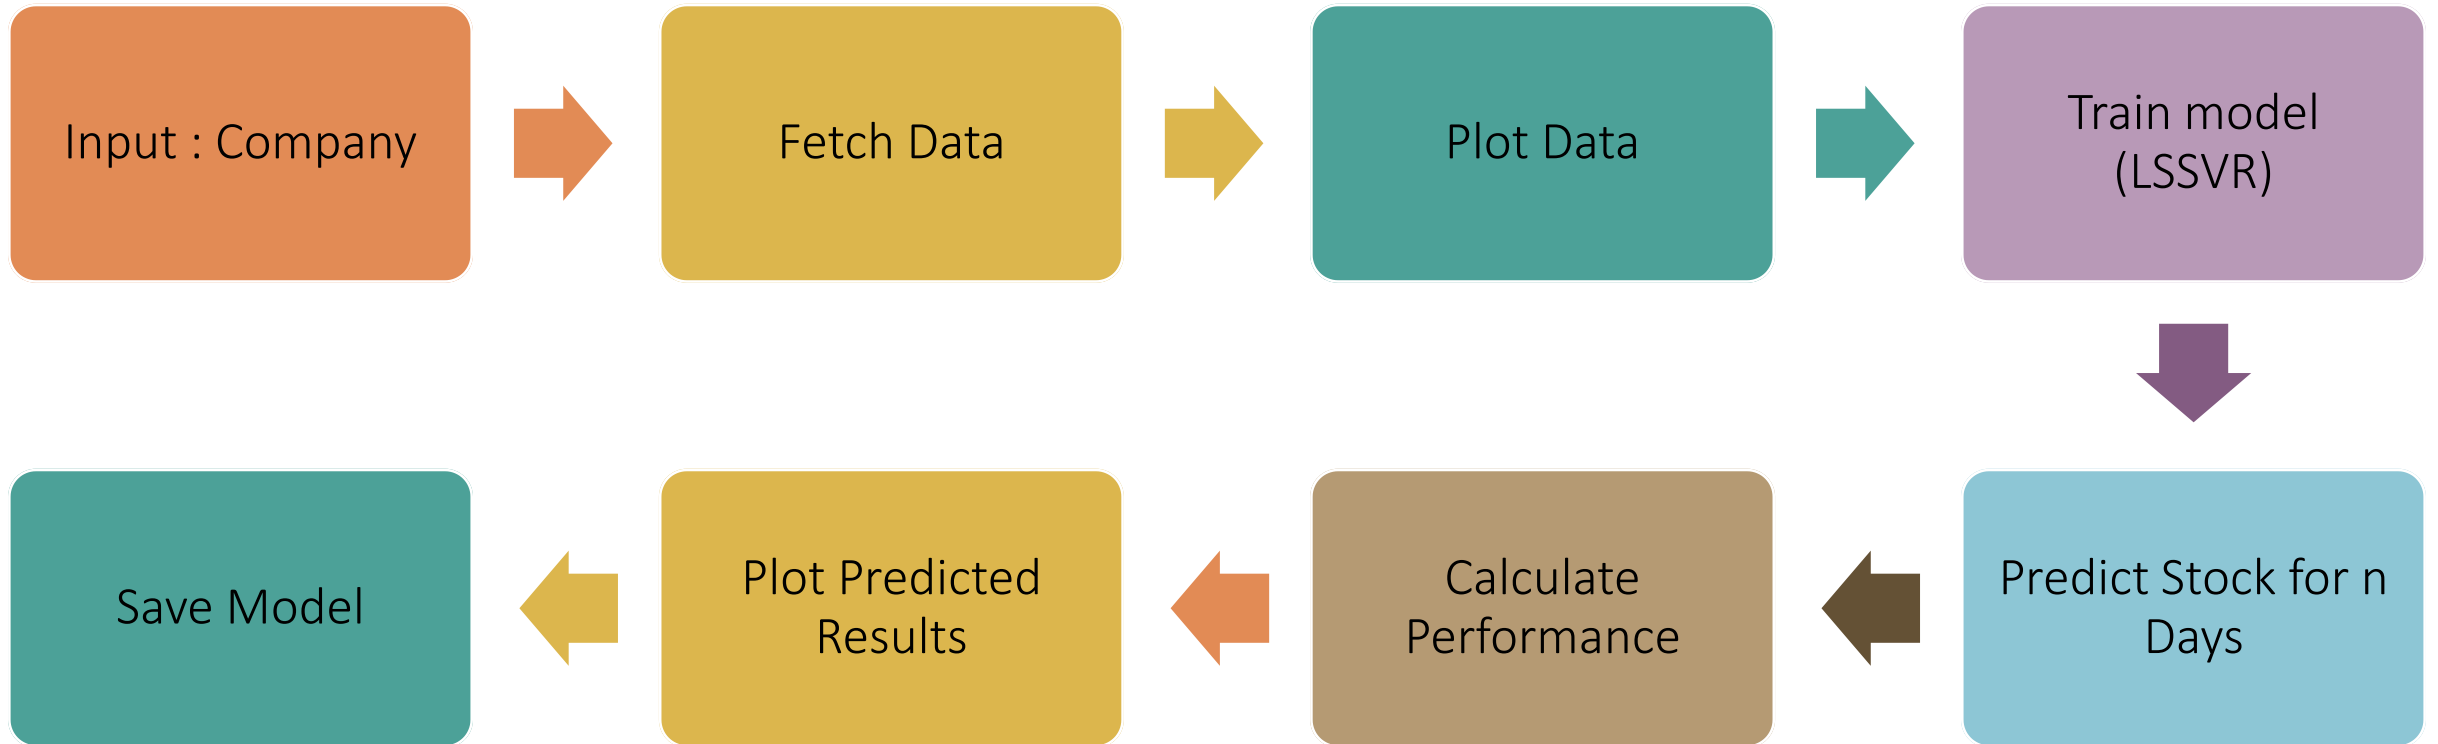 Input : Company
Fetch Data
Plot Data
Train model
(LSSVR)
Predict Stock for n
Days
Calculate
Performance
Plot Predicted
Results
Save Model